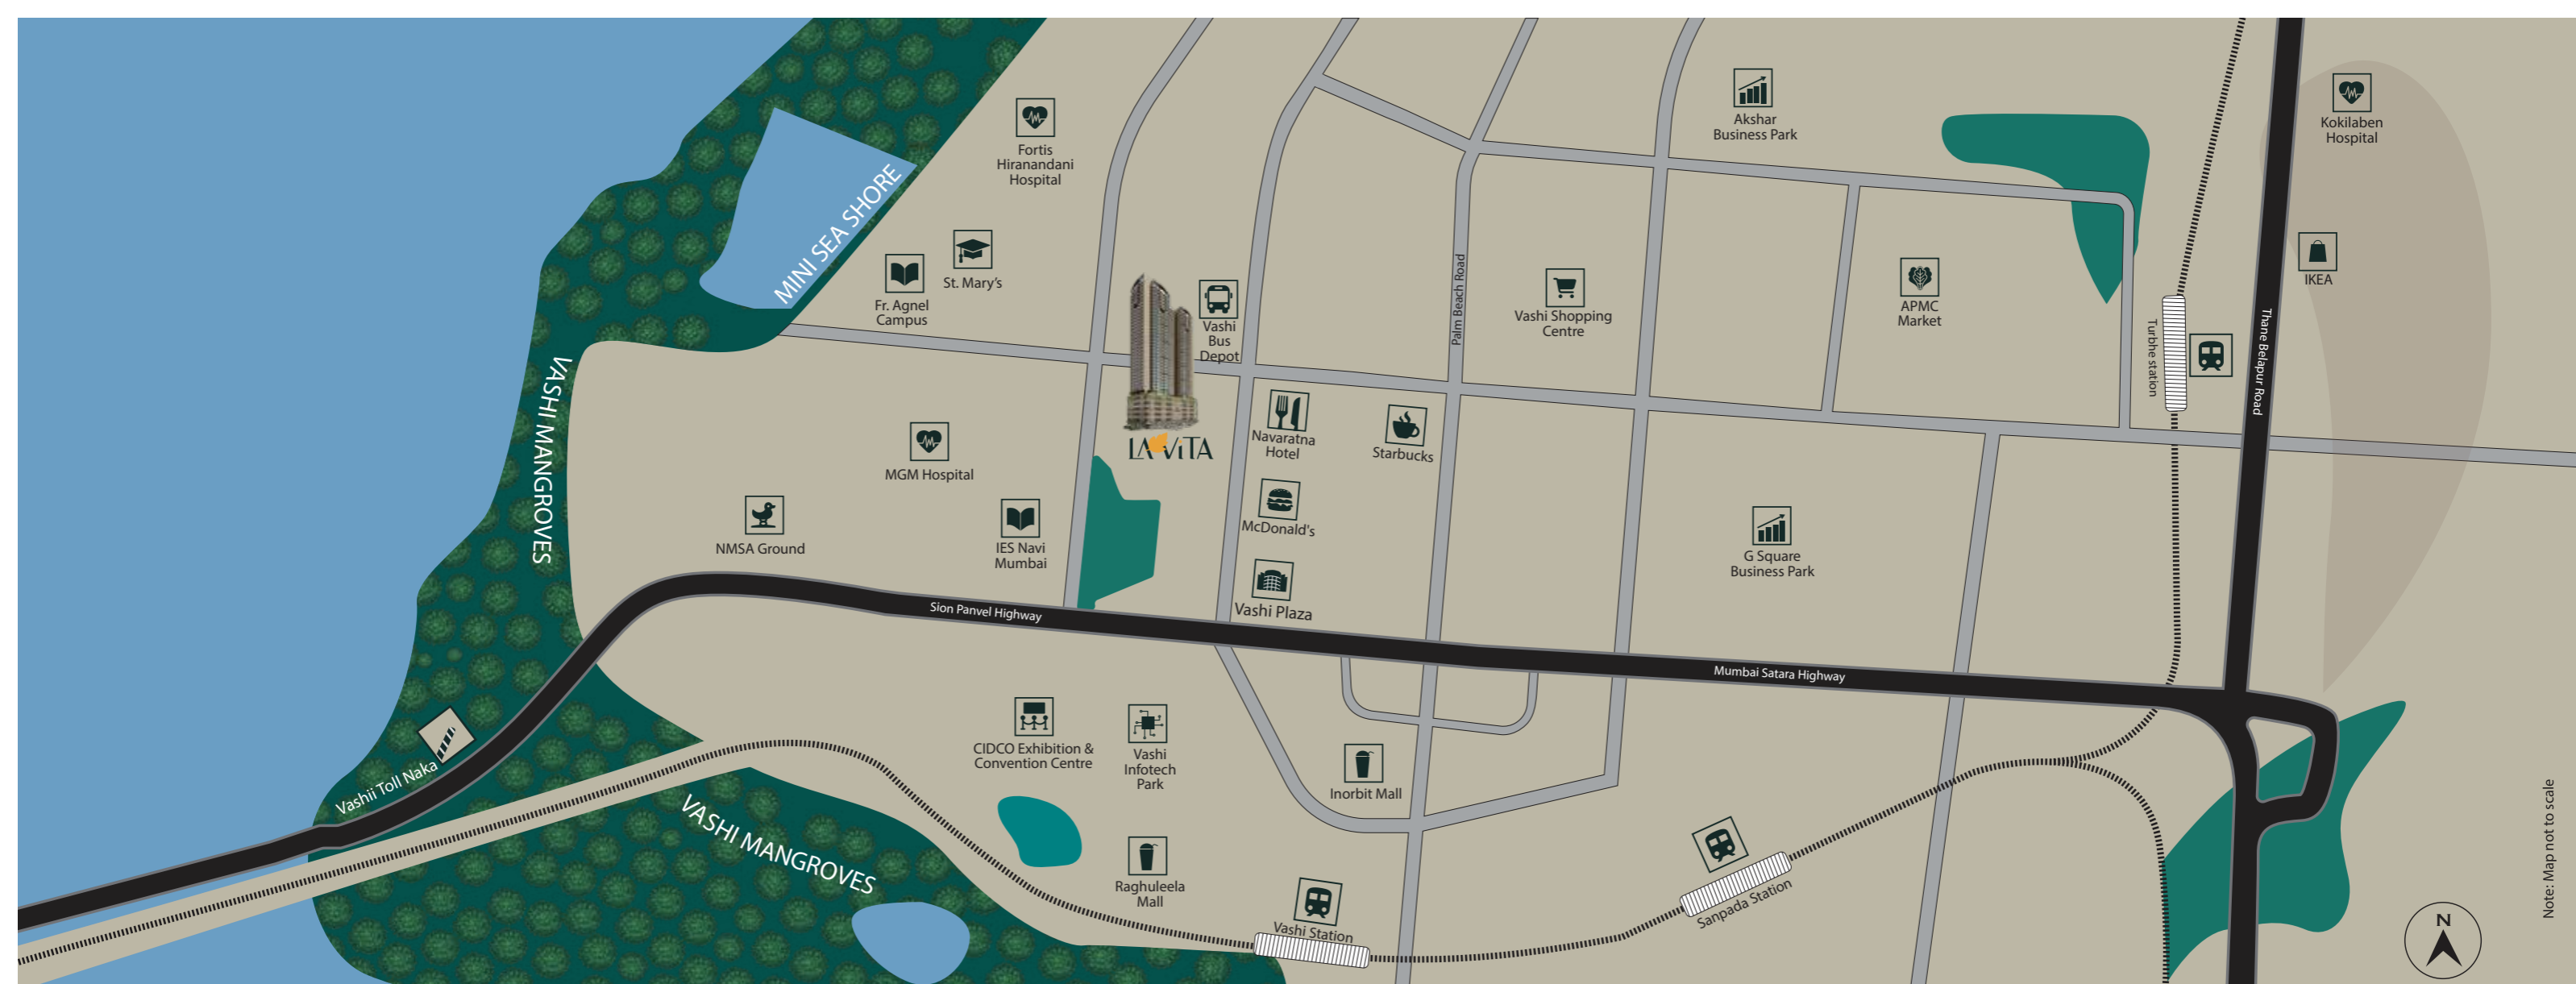 Akshar
Business Park
Kokilaben
Hospital
Fortis
Hiranandani
Hospital
MINI SEA SHORE
St. Mary's
Fr. Agnel
Campus
Vashi
Bus
Depot
Palm Beach Road
Vashi Shopping
Centre
APMC
Market
IKEA
Turbhe station
Thane Belapur Road
VASHI MANGROVES
LA ViTA
Navaratna
Hotel
Starbucks
MGM Hospital
McDonald's
NMSA Ground
IES Navi
Mumbai
G Square
Business Park
Vashi Plaza
Sion Panvel Highway
Mumbai Satara Highway
Vashii Toll Naka
CIDCO Exhibition &
Convention Centre
Vashi
Infotech
Park
Inorbit Mall
VASHI MANGROVES
Raghuleela
Mall
Vashi Station
Sanpada Station
N
Note: Map not to scale